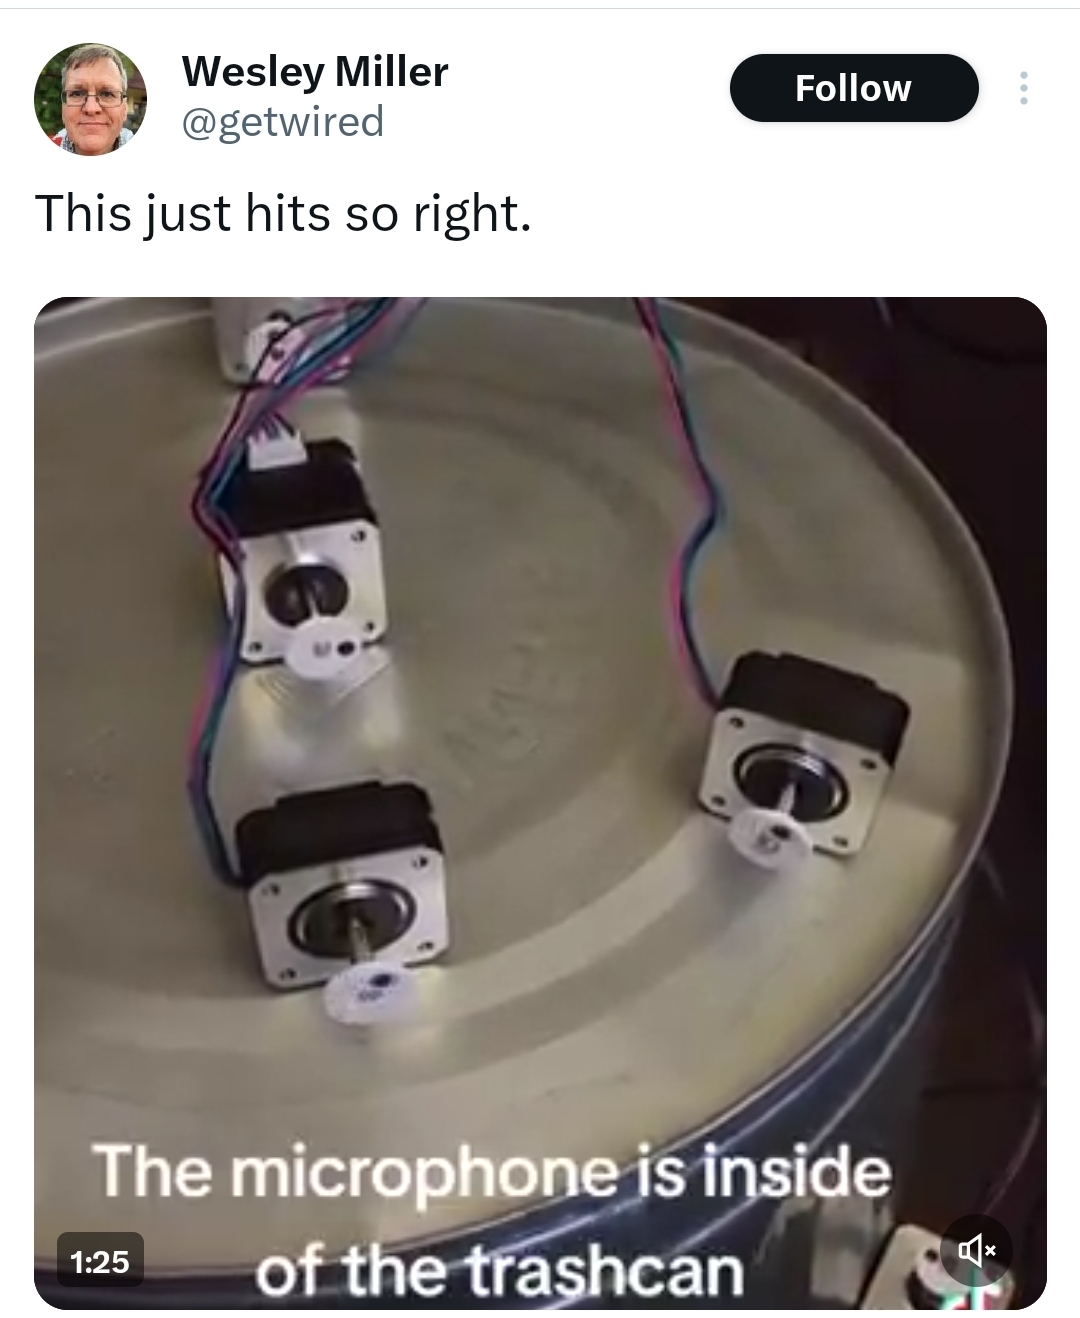 Wesley Miller
@getwired
Follow
This just hits so right.
The microphone is inside
of the trashcan
1:25